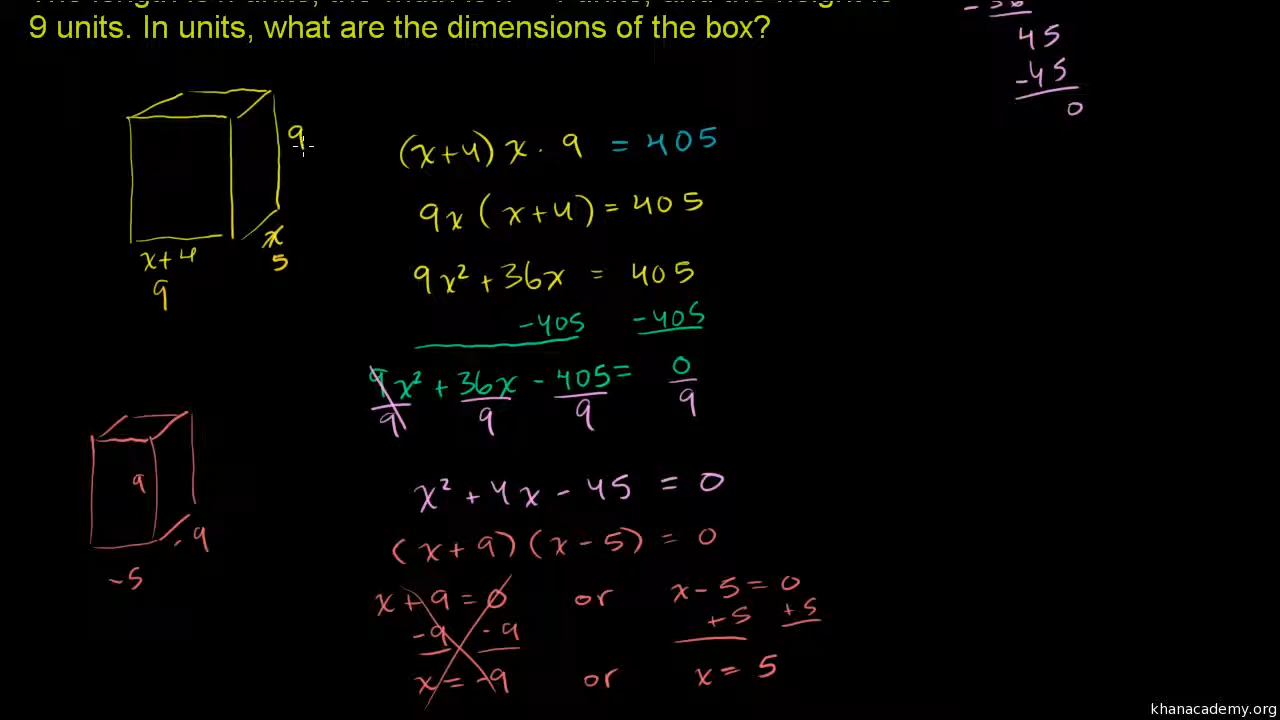 9 units. In units, what are the dimensions of the box?
45
-45
0
9
x+4
9
x
5
(x+4) x · 9 = 405
9x (x+4) = 405
9x² + 36x = 405
-405 -405
9x² + 36x - 405 = 0
9 9 9 9
x² + 4x - 45 = 0
(x+9)(x-5) = 0
x+9=0 or x-5=0
-9 -9 +5 +5
x=-9 or x=5
9
-9
-5
khanacademy.org